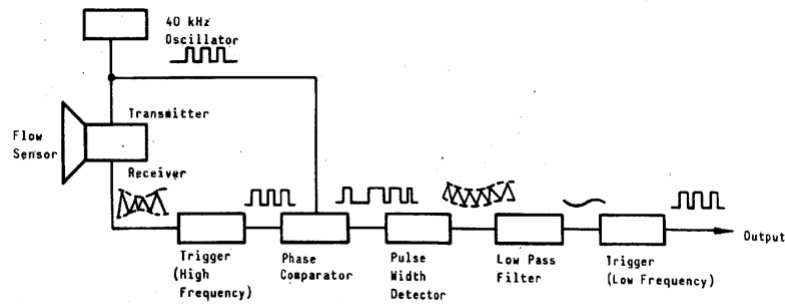 40 kHz
Oscillator
Transmitter
Flow
Sensor
Receiver
Output
Trigger
(High
Frequency)
Phase
Comparator
Pulse
Width
Detector
Low Pass
Filter
Trigger
(Low Frequency)